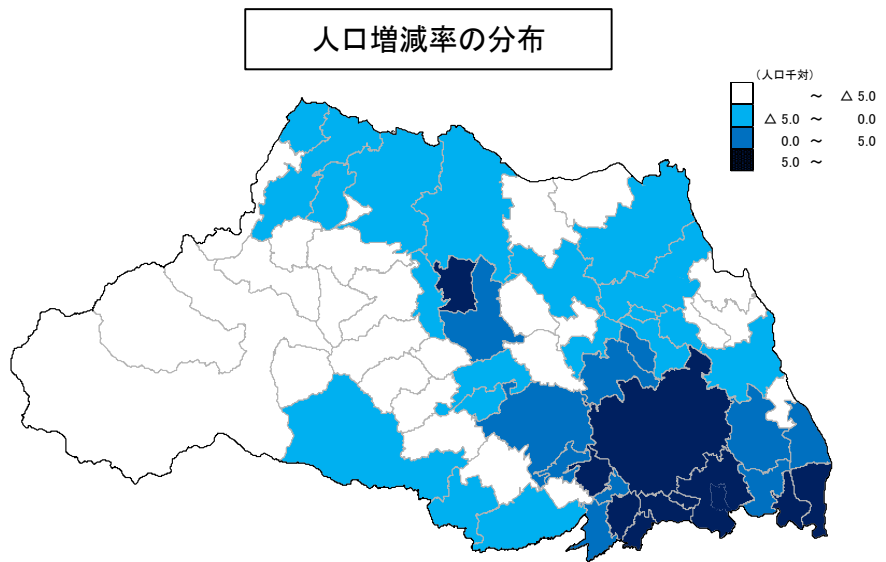 人口増減率の分布
（人口千対）
～ △ 5.0
△ 5.0 ～ 0.0
0.0 ～ 5.0
5.0 ～